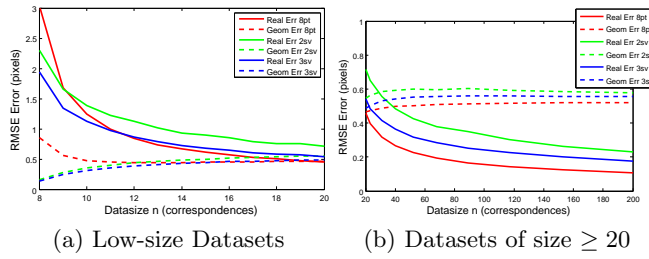 3
2.5
2
1.5
1
0.5
0
8 10 12 14 16 18 20
RMSE Error (pixels)
Datasize n (correspondences)
Real Err 8pt
Geom Err 8pt
Real Err 2sv
Geom Err 2sv
Real Err 3sv
Geom Err 3sv
(a) Low-size Datasets
1
0.8
0.6
0.4
0.2
0
20 40 60 80 100 120 140 160 180 200
RMSE Error (pixels)
Datasize n (correspondences)
Real Err 8pt
Geom Err 8pt
Real Err 2sv
Geom Err 2sv
Real Err 3sv
Geom Err 3sv
(b) Datasets of size ≥ 20